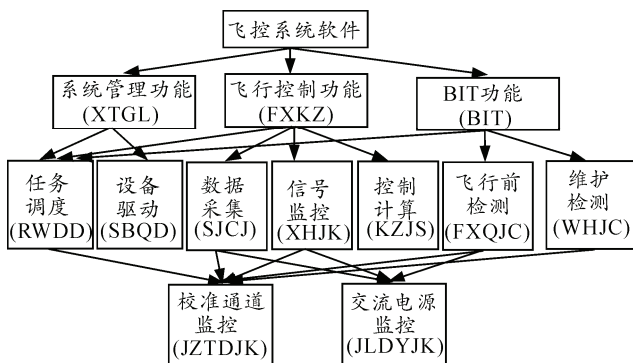 飞控系统软件
系统管理功能
(XTGL)
飞行控制功能
(FXKZ)
BIT功能
(BIT)
任务
调度
(RWDD)
设备
驱动
(SBQD)
数据
采集
(SJCJ)
信号
监控
(XHJK)
控制
计算
(KZJS)
飞行前
检测
(FXQJC)
维护
检测
(WHJC)
校准通道
监控
(JZTDJK)
交流电源
监控
(JLDYJK)